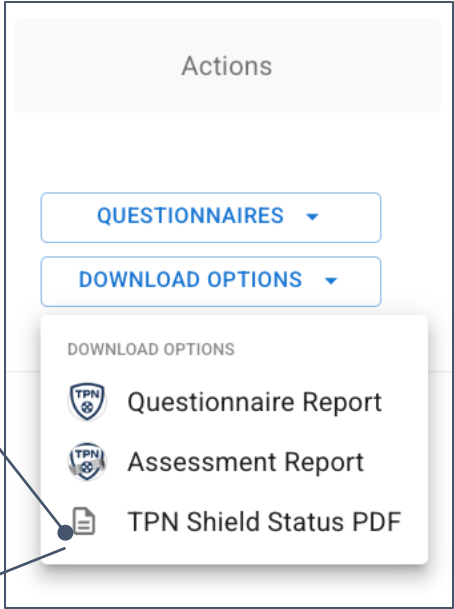 Actions
QUESTIONNAIRES
DOWNLOAD OPTIONS
DOWNLOAD OPTIONS
TPN Questionnaire Report
TPN Assessment Report
TPN Shield Status PDF